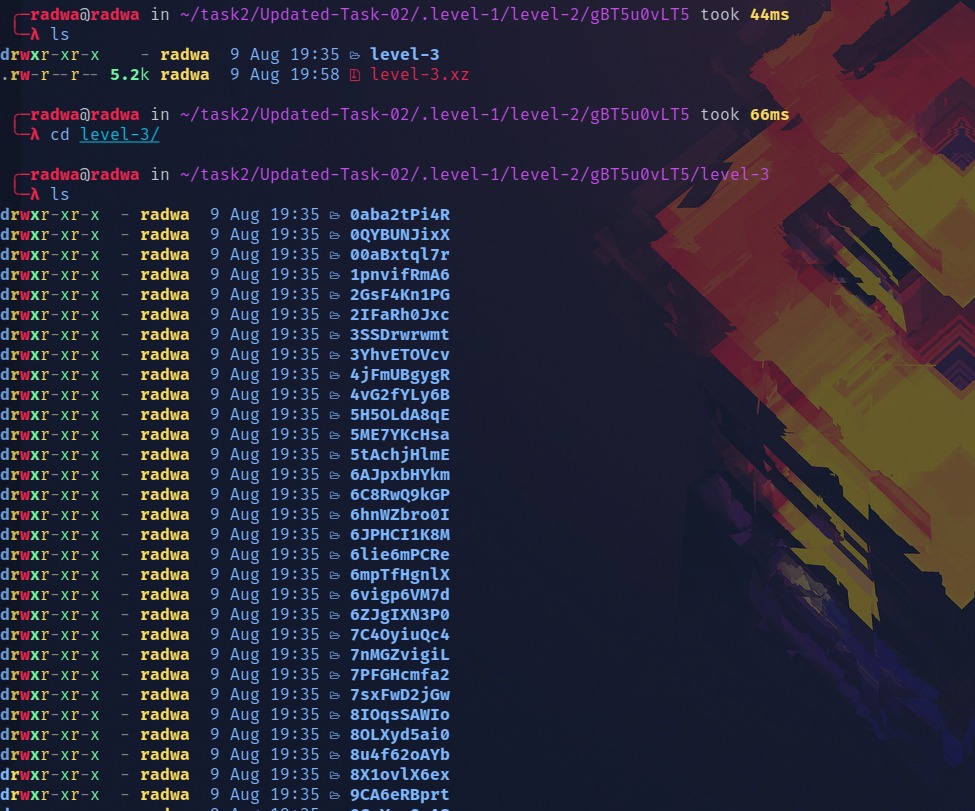 ╭─radwa@radwa in ~/task2/Updated-Task-02/.level-1/level-2/gBT5u0vLT5 took 44ms
╰─λ ls
drwxr-xr-x    - radwa  9 Aug 19:35  level-3
.rw-r--r-- 5.2k radwa  9 Aug 19:58  level-3.xz
╭─radwa@radwa in ~/task2/Updated-Task-02/.level-1/level-2/gBT5u0vLT5 took 66ms
╰─λ cd level-3/
╭─radwa@radwa in ~/task2/Updated-Task-02/.level-1/level-2/gBT5u0vLT5/level-3
╰─λ ls
drwxr-xr-x  - radwa  9 Aug 19:35  0aba2tPi4R
drwxr-xr-x  - radwa  9 Aug 19:35  0QYBUNJixX
drwxr-xr-x  - radwa  9 Aug 19:35  00aBxtql7r
drwxr-xr-x  - radwa  9 Aug 19:35  1pnvifRmA6
drwxr-xr-x  - radwa  9 Aug 19:35  2GsF4Kn1PG
drwxr-xr-x  - radwa  9 Aug 19:35  2IFaRh0Jxc
drwxr-xr-x  - radwa  9 Aug 19:35  3SSDrwrwmt
drwxr-xr-x  - radwa  9 Aug 19:35  3YhvETOVcv
drwxr-xr-x  - radwa  9 Aug 19:35  4jFmUBgygR
drwxr-xr-x  - radwa  9 Aug 19:35  4vG2fYLy6B
drwxr-xr-x  - radwa  9 Aug 19:35  5H5OLdA8qE
drwxr-xr-x  - radwa  9 Aug 19:35  5ME7YKcHsa
drwxr-xr-x  - radwa  9 Aug 19:35  5tAchjHlmE
drwxr-xr-x  - radwa  9 Aug 19:35  6AJpxbHYkm
drwxr-xr-x  - radwa  9 Aug 19:35  6C8RwQ9kGP
drwxr-xr-x  - radwa  9 Aug 19:35  6hnWZbro0I
drwxr-xr-x  - radwa  9 Aug 19:35  6JPHCI1K8M
drwxr-xr-x  - radwa  9 Aug 19:35  6lie6mPCRe
drwxr-xr-x  - radwa  9 Aug 19:35  6mpTfHgnlX
drwxr-xr-x  - radwa  9 Aug 19:35  6vigp6VM7d
drwxr-xr-x  - radwa  9 Aug 19:35  6ZJgIXN3P0
drwxr-xr-x  - radwa  9 Aug 19:35  7C4OyiuQc4
drwxr-xr-x  - radwa  9 Aug 19:35  7nMGZvigiL
drwxr-xr-x  - radwa  9 Aug 19:35  7PFGHcmfa2
drwxr-xr-x  - radwa  9 Aug 19:35  7sxFwD2jGw
drwxr-xr-x  - radwa  9 Aug 19:35  8IOqsSAWIo
drwxr-xr-x  - radwa  9 Aug 19:35  8OLXyd5ai0
drwxr-xr-x  - radwa  9 Aug 19:35  8u4f62oAYb
drwxr-xr-x  - radwa  9 Aug 19:35  8X1ovlX6ex
drwxr-xr-x  - radwa  9 Aug 19:35  9CA6eRBprt